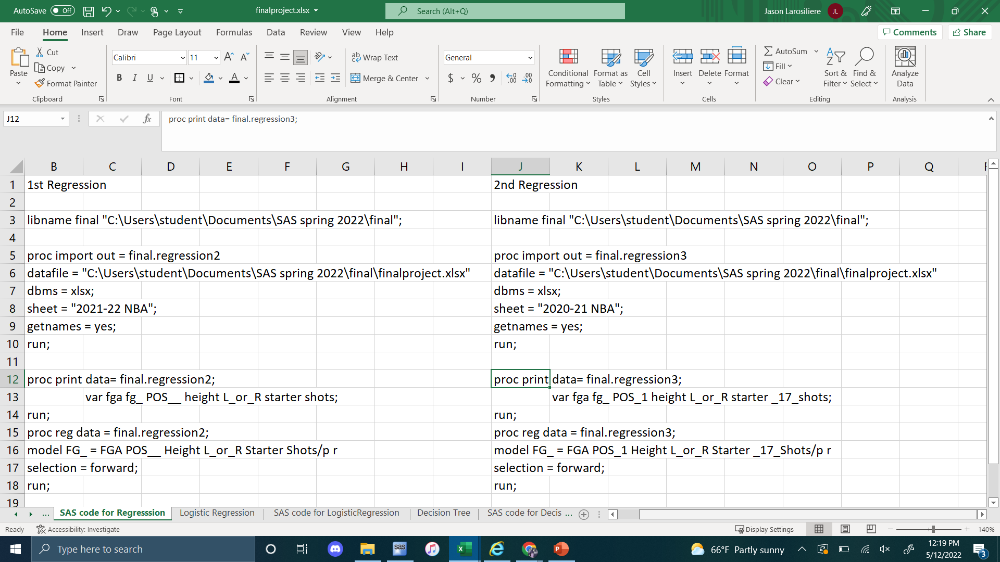 AutoSave Off finalproject.xlsx Search (Alt+Q) Jason Larosiliere JL
File Home Insert Draw Page Layout Formulas Data Review View Help Comments Share
Paste Cut Copy Format Painter Clipboard
Calibri 11 B I U A Font
ab Wrap Text Merge & Center Alignment
General $ % Number
Conditional Formatting Format as Table Cell Styles Styles
Insert Delete Format Cells
AutoSum Fill Clear Sort & Filter Find & Select Editing
Analyze Data Analysis
J12 fx proc print data= final.regression3;
B C D E F G H I J K L M N O P Q
1 1st Regression 2nd Regression
2
3 libname final "C:\Users\student\Documents\SAS spring 2022\final"; libname final "C:\Users\student\Documents\SAS spring 2022\final";
4
5 proc import out = final.regression2 proc import out = final.regression3
6 datafile = "C:\Users\student\Documents\SAS spring 2022\final\finalproject.xlsx" datafile = "C:\Users\student\Documents\SAS spring 2022\final\finalproject.xlsx"
7 dbms = xlsx; dbms = xlsx;
8 sheet = "2021-22 NBA"; sheet = "2020-21 NBA";
9 getnames = yes; getnames = yes;
10 run; run;
11
12 proc print data= final.regression2; proc print data= final.regression3;
13 var fga fg_ POS__ height L_or_R starter shots; var fga fg_ POS_1 height L_or_R starter _17_shots;
14 run; run;
15 proc reg data = final.regression2; proc reg data = final.regression3;
16 model FG_ = FGA POS__ Height L_or_R Starter Shots/p r model FG_ = FGA POS_1 Height L_or_R Starter _17_Shots/p r
17 selection = forward; selection = forward;
18 run; run;
19
... SAS code for Regresssion Logistic Regression SAS code for LogisticRegression Decision Tree SAS code for Decis ...
Ready Accessibility: Investigate Display Settings 140%
Type here to search 66°F Partly sunny 12:19 PM
5/12/2022 3